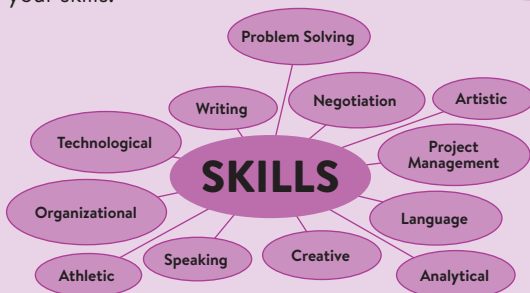 your skills.
Problem Solving
Writing
Negotiation
Artistic
Technological
Project
Management
SKILLS
Organizational
Language
Speaking
Creative
Athletic
Analytical